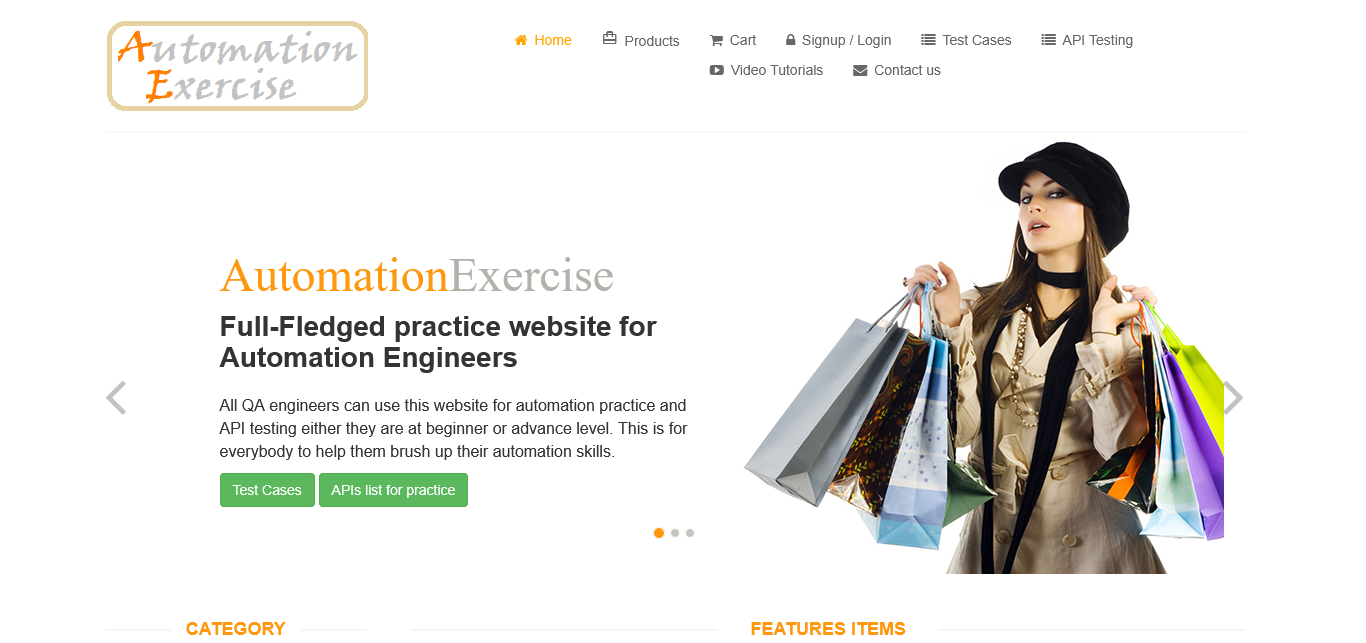 Automation
Exercise
Home Products Cart Signup / Login Test Cases API Testing
Video Tutorials Contact us
AutomationExercise
Full-Fledged practice website for
Automation Engineers
All QA engineers can use this website for automation practice and
API testing either they are at beginner or advance level. This is for
everybody to help them brush up their automation skills.
Test Cases APIs list for practice
CATEGORY FEATURES ITEMS